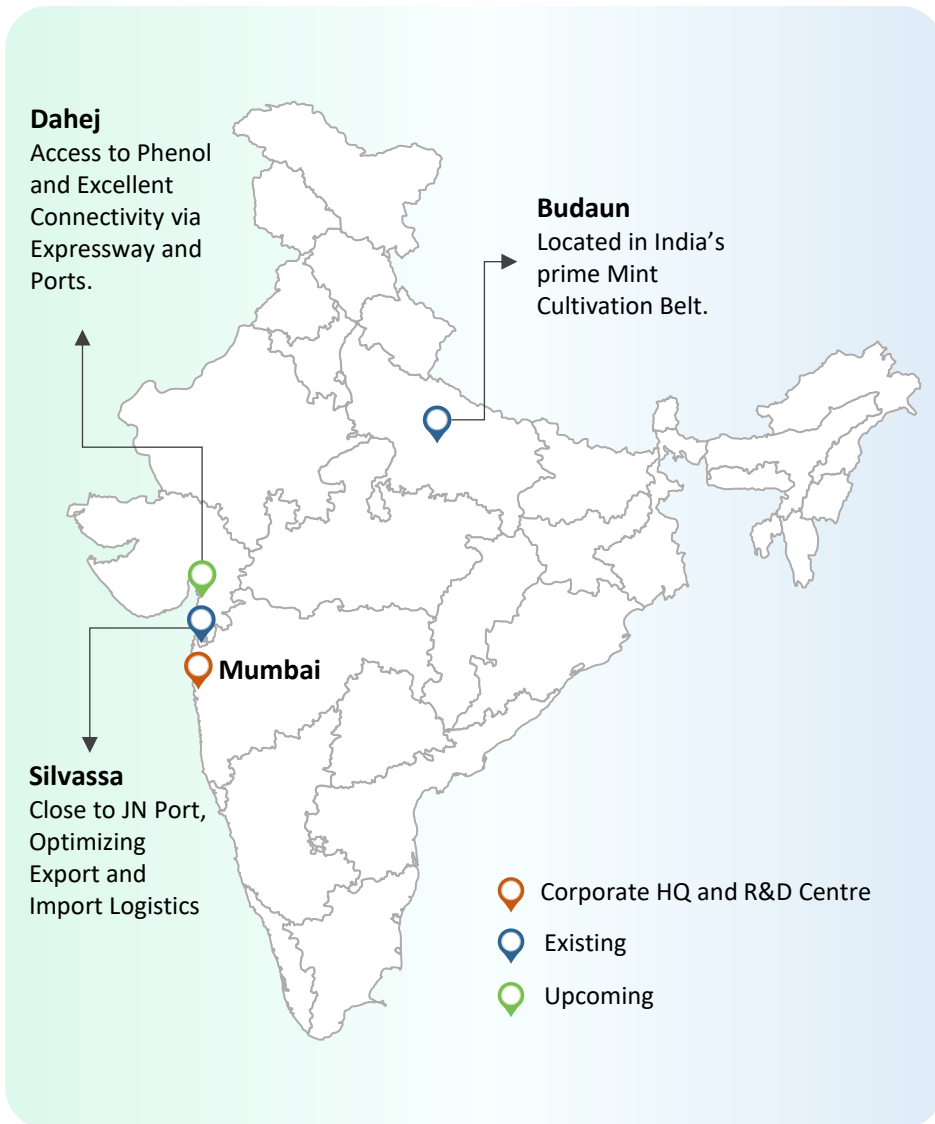 Dahej
Access to Phenol
and Excellent
Connectivity via
Expressway and
Ports.
Budaun
Located in India’s
prime Mint
Cultivation Belt.
Mumbai
Silvassa
Close to JN Port,
Optimizing
Export and
Import Logistics
Corporate HQ and R&D Centre
Existing
Upcoming